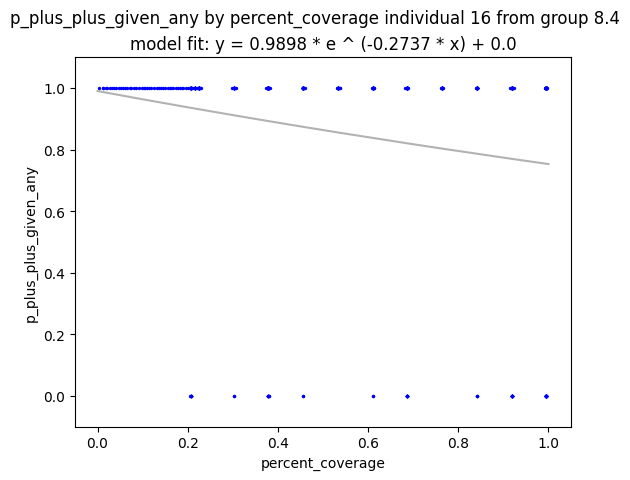 p_plus_plus_given_any by percent_coverage individual 16 from group 8.4
model fit: y = 0.9898 * e ^ (-0.2737 * x) + 0.0
p_plus_plus_given_any
1.0
0.8
0.6
0.4
0.2
0.0
0.0 0.2 0.4 0.6 0.8 1.0
percent_coverage